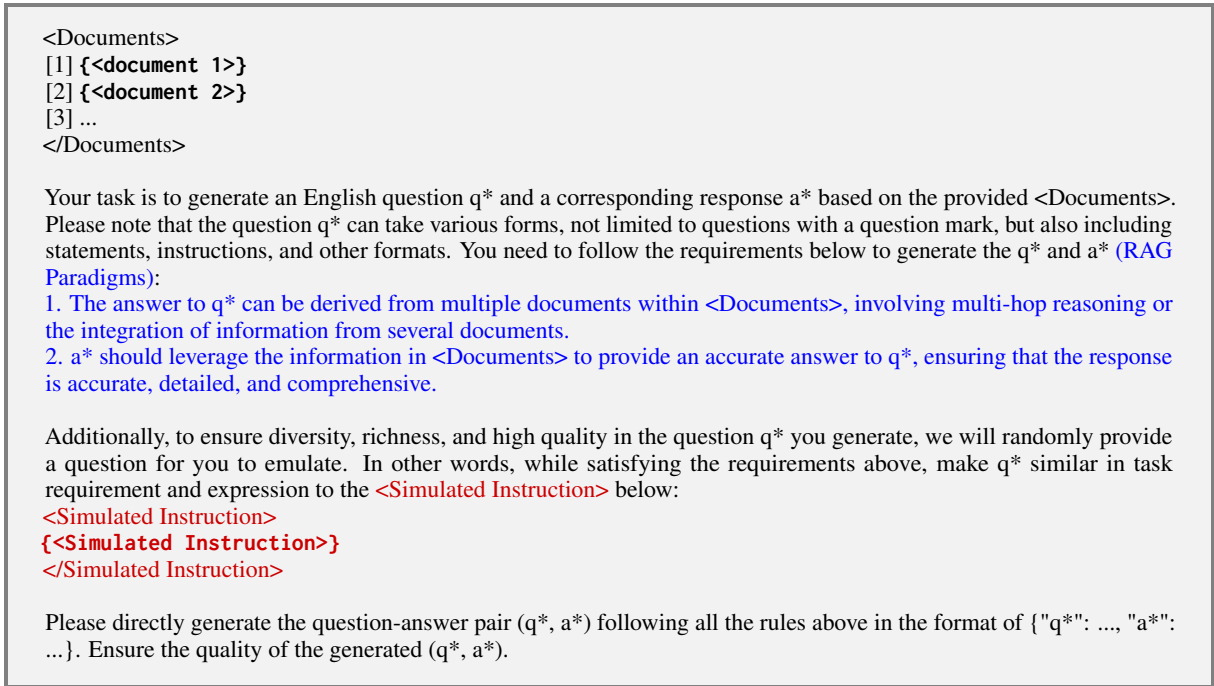 <Documents>
[1] {<document 1>}
[2] {<document 2>}
[3] ...
</Documents>
Your task is to generate an English question q* and a corresponding response a* based on the provided <Documents>.
Please note that the question q* can take various forms, not limited to questions with a question mark, but also including
statements, instructions, and other formats. You need to follow the requirements below to generate the q* and a* (RAG
Paradigms):
1. The answer to q* can be derived from multiple documents within <Documents>, involving multi-hop reasoning or
the integration of information from several documents.
2. a* should leverage the information in <Documents> to provide an accurate answer to q*, ensuring that the response
is accurate, detailed, and comprehensive.
Additionally, to ensure diversity, richness, and high quality in the question q* you generate, we will randomly provide
a question for you to emulate. In other words, while satisfying the requirements above, make q* similar in task
requirement and expression to the <Simulated Instruction> below:
<Simulated Instruction>
{<Simulated Instruction>}
</Simulated Instruction>
Please directly generate the question-answer pair (q*, a*) following all the rules above in the format of {"q*": ..., "a*":
...}. Ensure the quality of the generated (q*, a*).